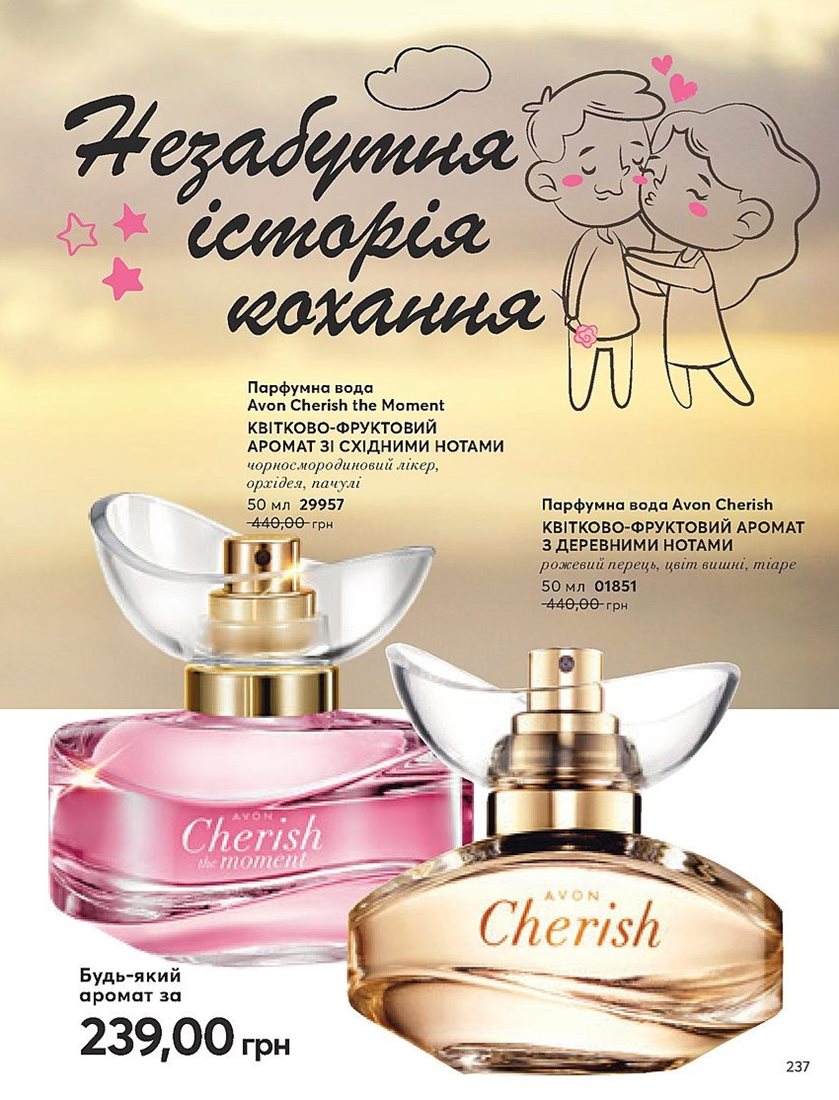 Незабутня
історія
кохання
Парфумна вода
Avon Cherish the Moment
КВІТКОВО-ФРУКТОВИЙ
АРОМАТ ЗІ СХІДНИМИ НОТАМИ
чорносмородиновий лікер,
орхідея, пачулі
50 мл 29957
440,00 грн
Парфумна вода Avon Cherish
КВІТКОВО-ФРУКТОВИЙ АРОМАТ
З ДЕРЕВНИМИ НОТАМИ
рожевий перець, цвіт вишні, тіаре
50 мл 01851
440,00 грн
AVON
Cherish
the moment
AVON
Cherish
Будь-який
аромат за
239,00 грн
237